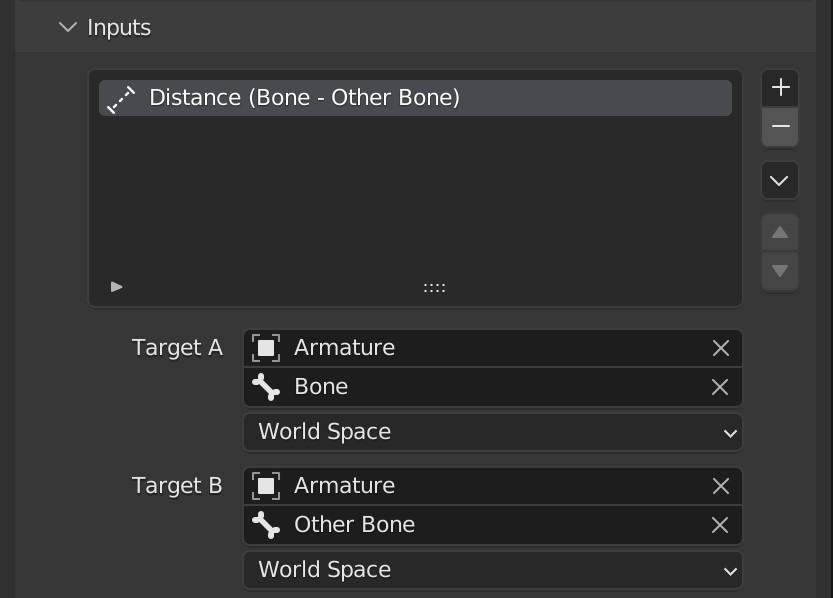 Inputs
Distance (Bone - Other Bone)
Target A
Armature
Bone
World Space
Target B
Armature
Other Bone
World Space